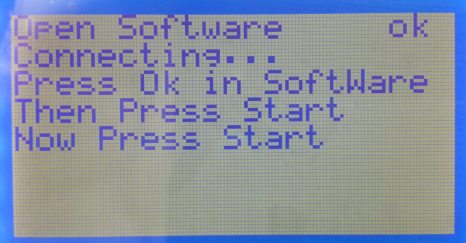 Open Software ok
Connecting...
Press Ok in SoftWare
Then Press Start
Now Press Start